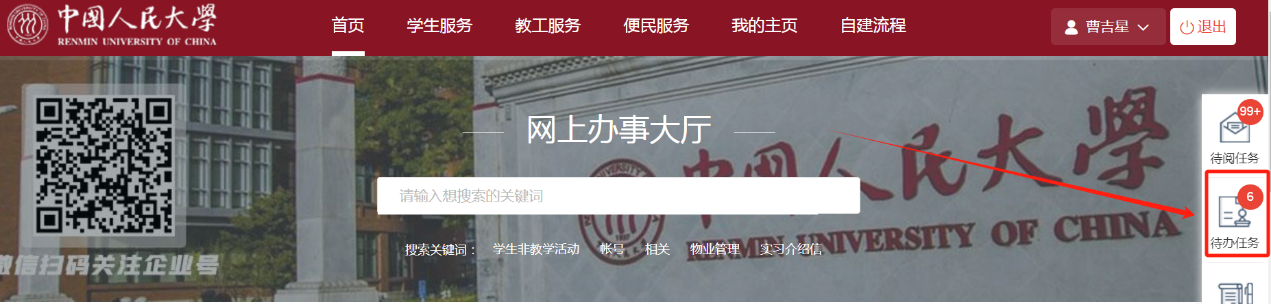 中国人民大学
RENMIN UNIVERSITY OF CHINA
首页 学生服务 教工服务 便民服务 我的主页 自建流程
曹吉星
退出
网上办事大厅
请输入想搜索的关键词
搜索关键词： 学生非教学活动 帐号 相关 物业管理 实习介绍信
微信扫码关注企业号
中国人民大学
RENMIN UNIVERSITY OF CHINA
99+
待阅任务
6
待办任务